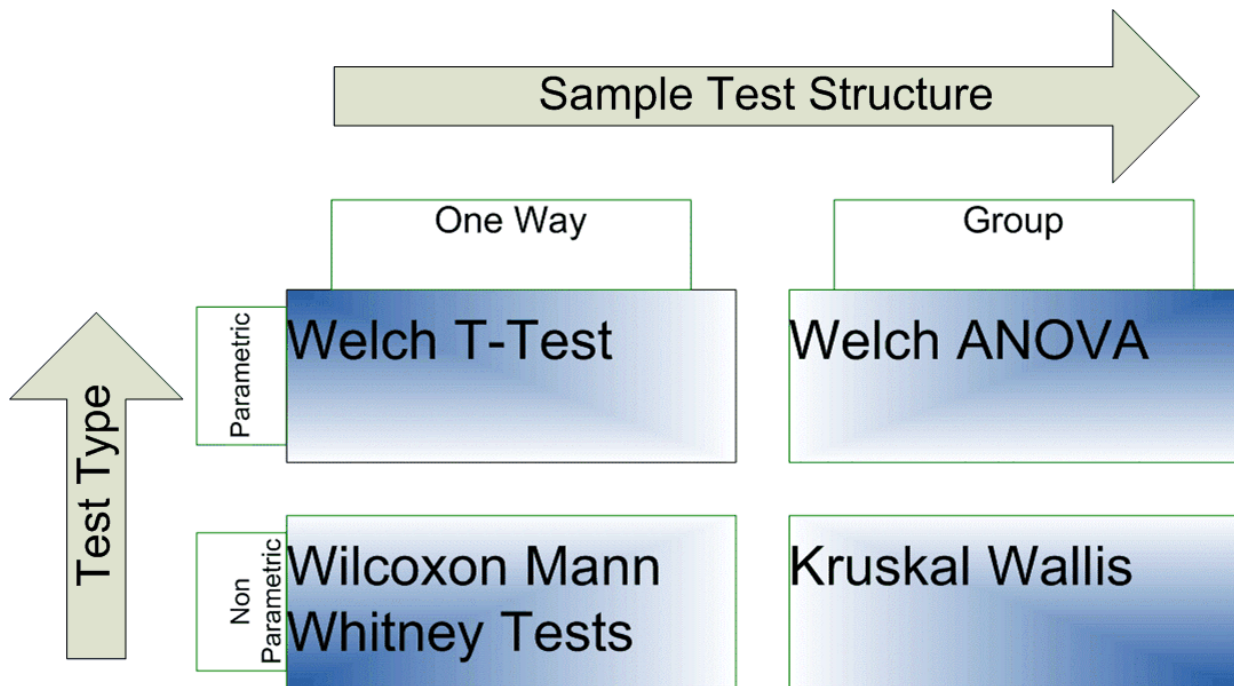 Sample Test Structure
One Way
Group
Test Type
Parametric
Welch T-Test
Welch ANOVA
Non
Parametric
Wilcoxon Mann
Whitney Tests
Kruskal Wallis